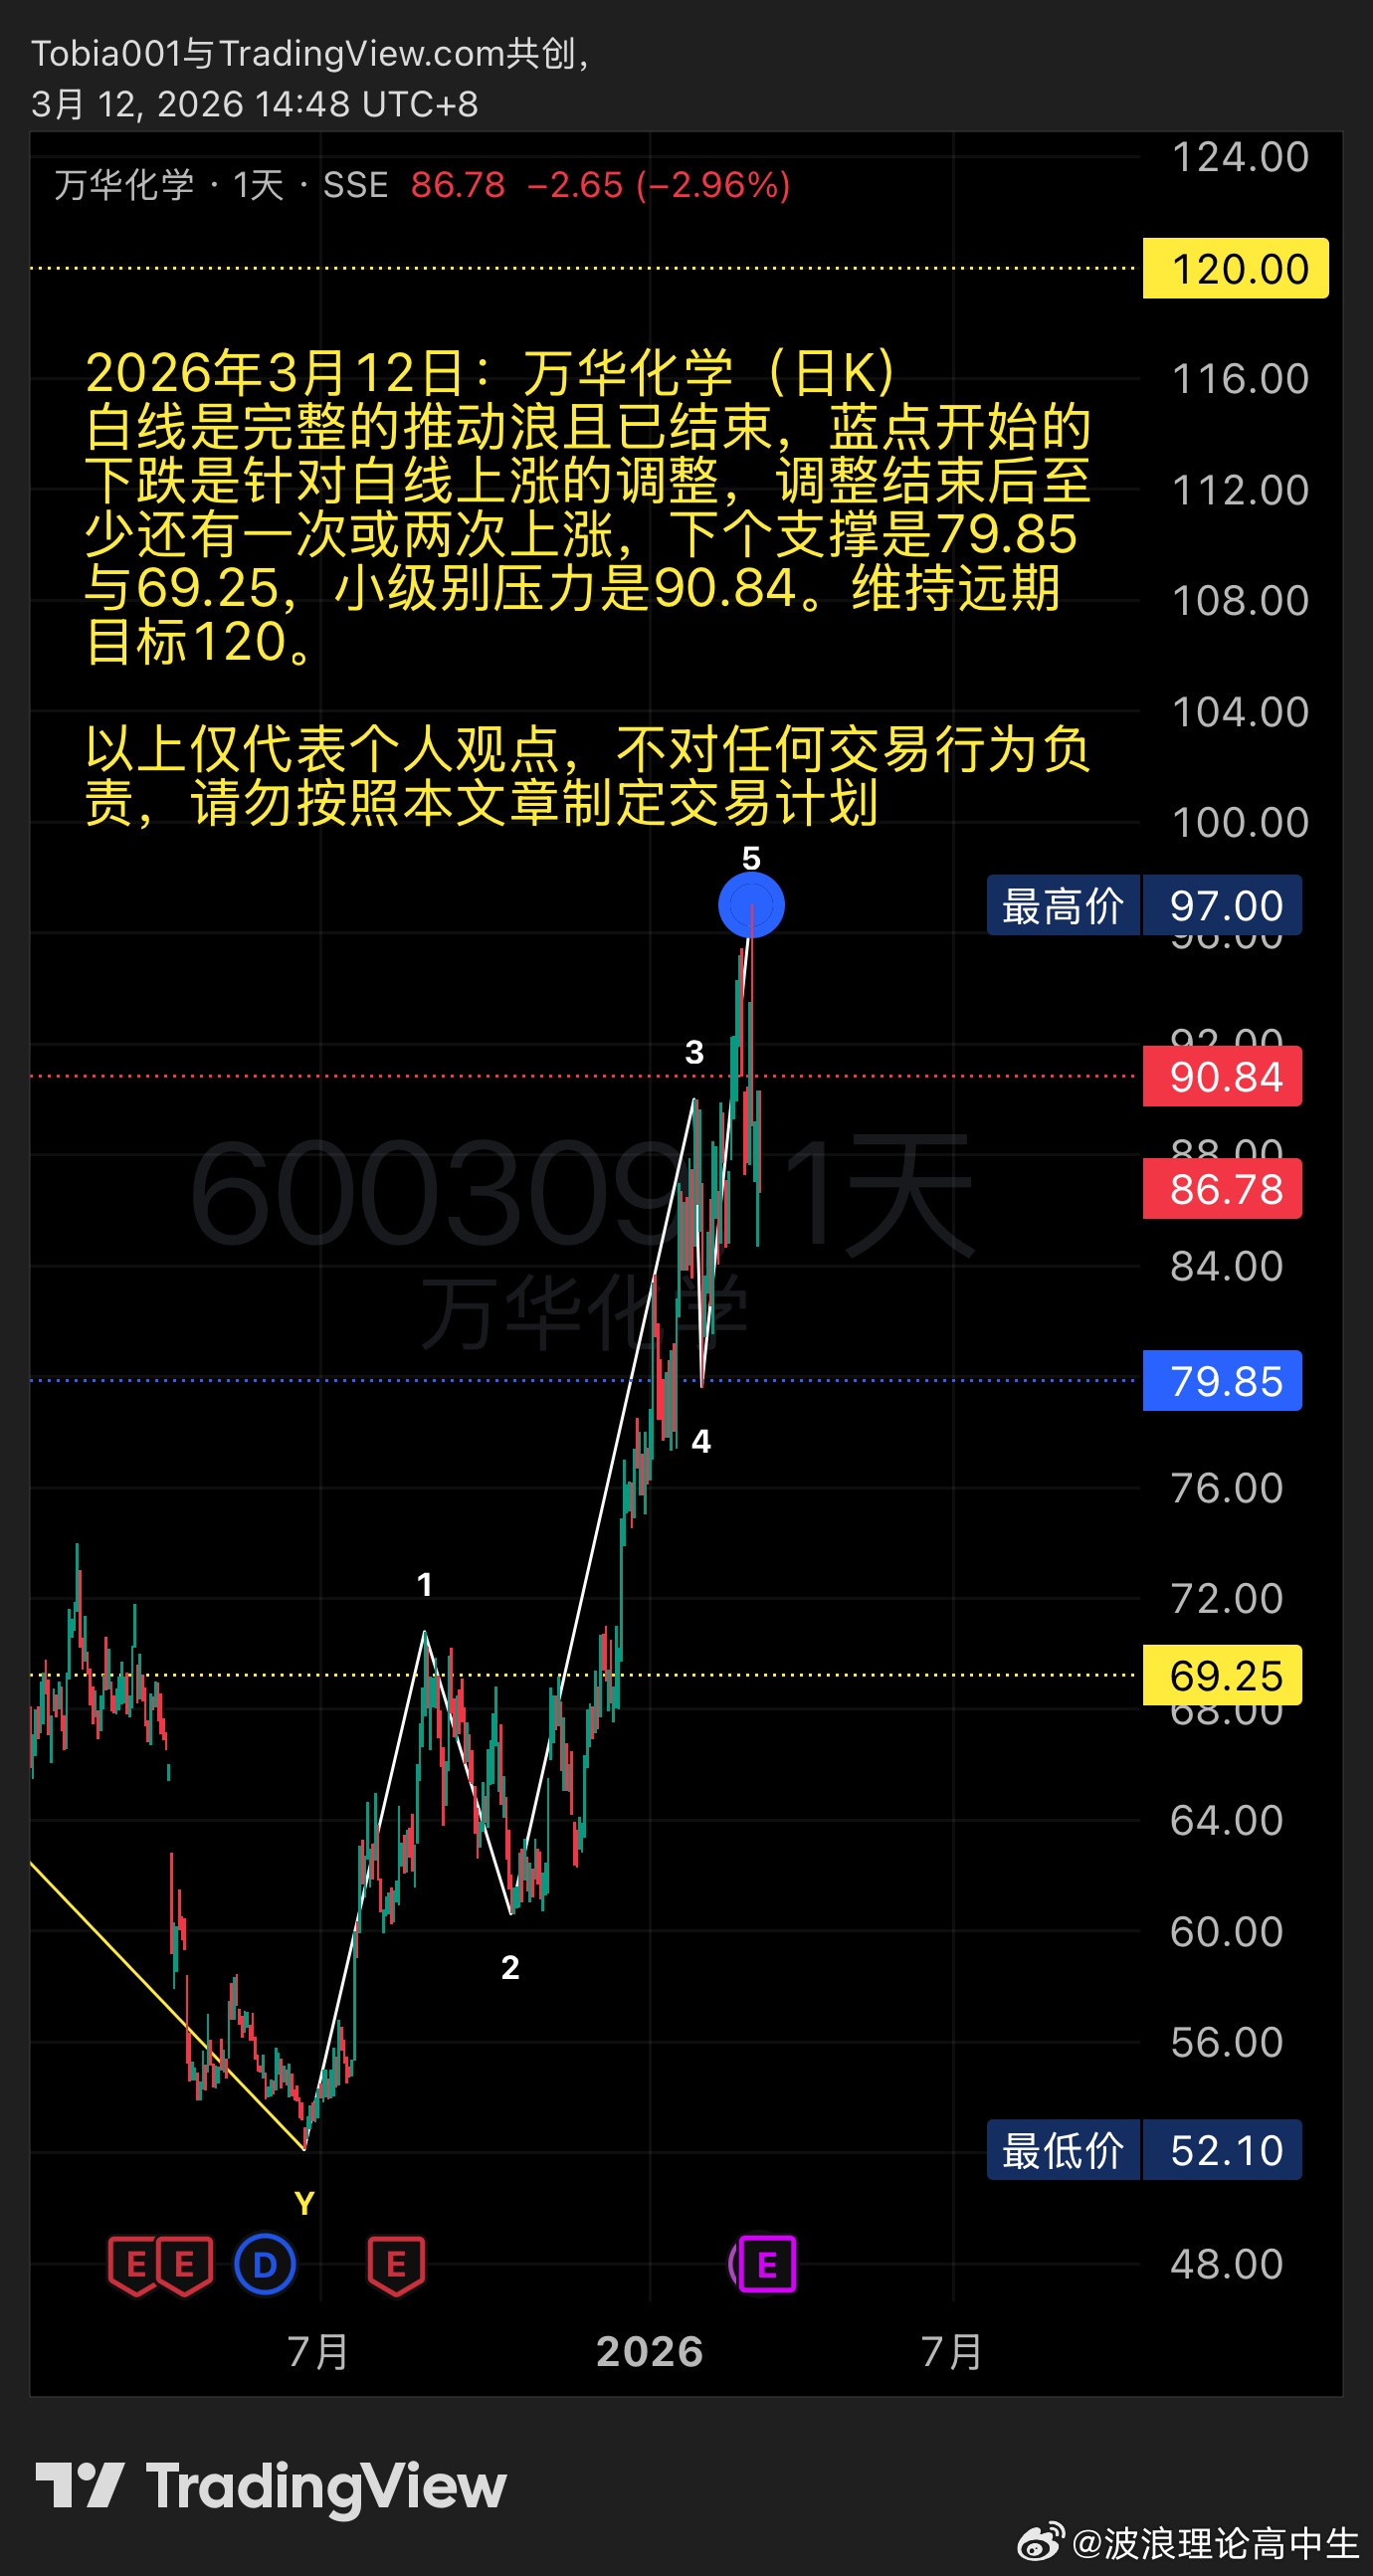 Tobia001与TradingView.com共创，
3月 12, 2026 14:48 UTC+8
万华化学 · 1天 · SSE 86.78 −2.65 (−2.96%)
124.00
120.00
2026年3月12日：万华化学（日K）
白线是完整的推动浪且已结束，蓝点开始的
下跌是针对白线上涨的调整，调整结束后至
少还有一次或两次上涨，下个支撑是79.85
与69.25，小级别压力是90.84。维持远期
目标120。
以上仅代表个人观点，不对任何交易行为负
责，请勿按照本文章制定交易计划
116.00
112.00
108.00
104.00
100.00
5
最高价 97.00
96.00
92.00
3
90.84
88.00
600309 1天
万华化学
86.78
84.00
79.85
4
76.00
1
72.00
69.25
68.00
64.00
60.00
2
56.00
最低价 52.10
Y
E E D E E
48.00
7月 2026 7月
TradingView
@波浪理论高中生